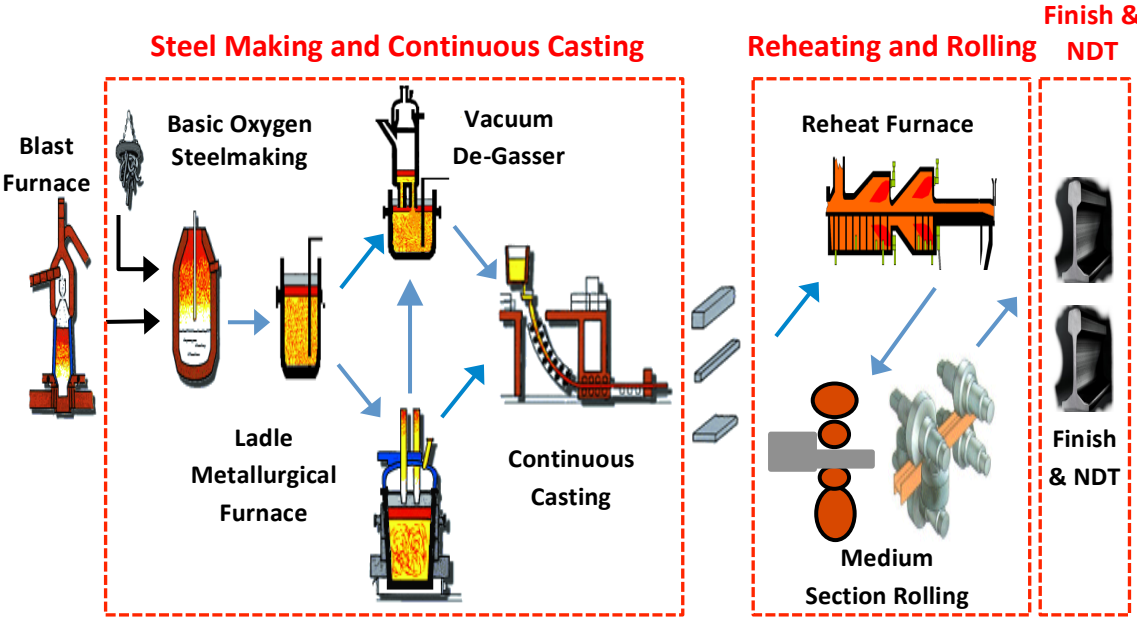 Steel Making and Continuous Casting
Reheating and Rolling
Finish &
NDT
Blast
Furnace
Basic Oxygen
Steelmaking
Vacuum
De-Gasser
Ladle
Metallurgical
Furnace
Continuous
Casting
Reheat Furnace
Medium
Section Rolling
Finish
& NDT